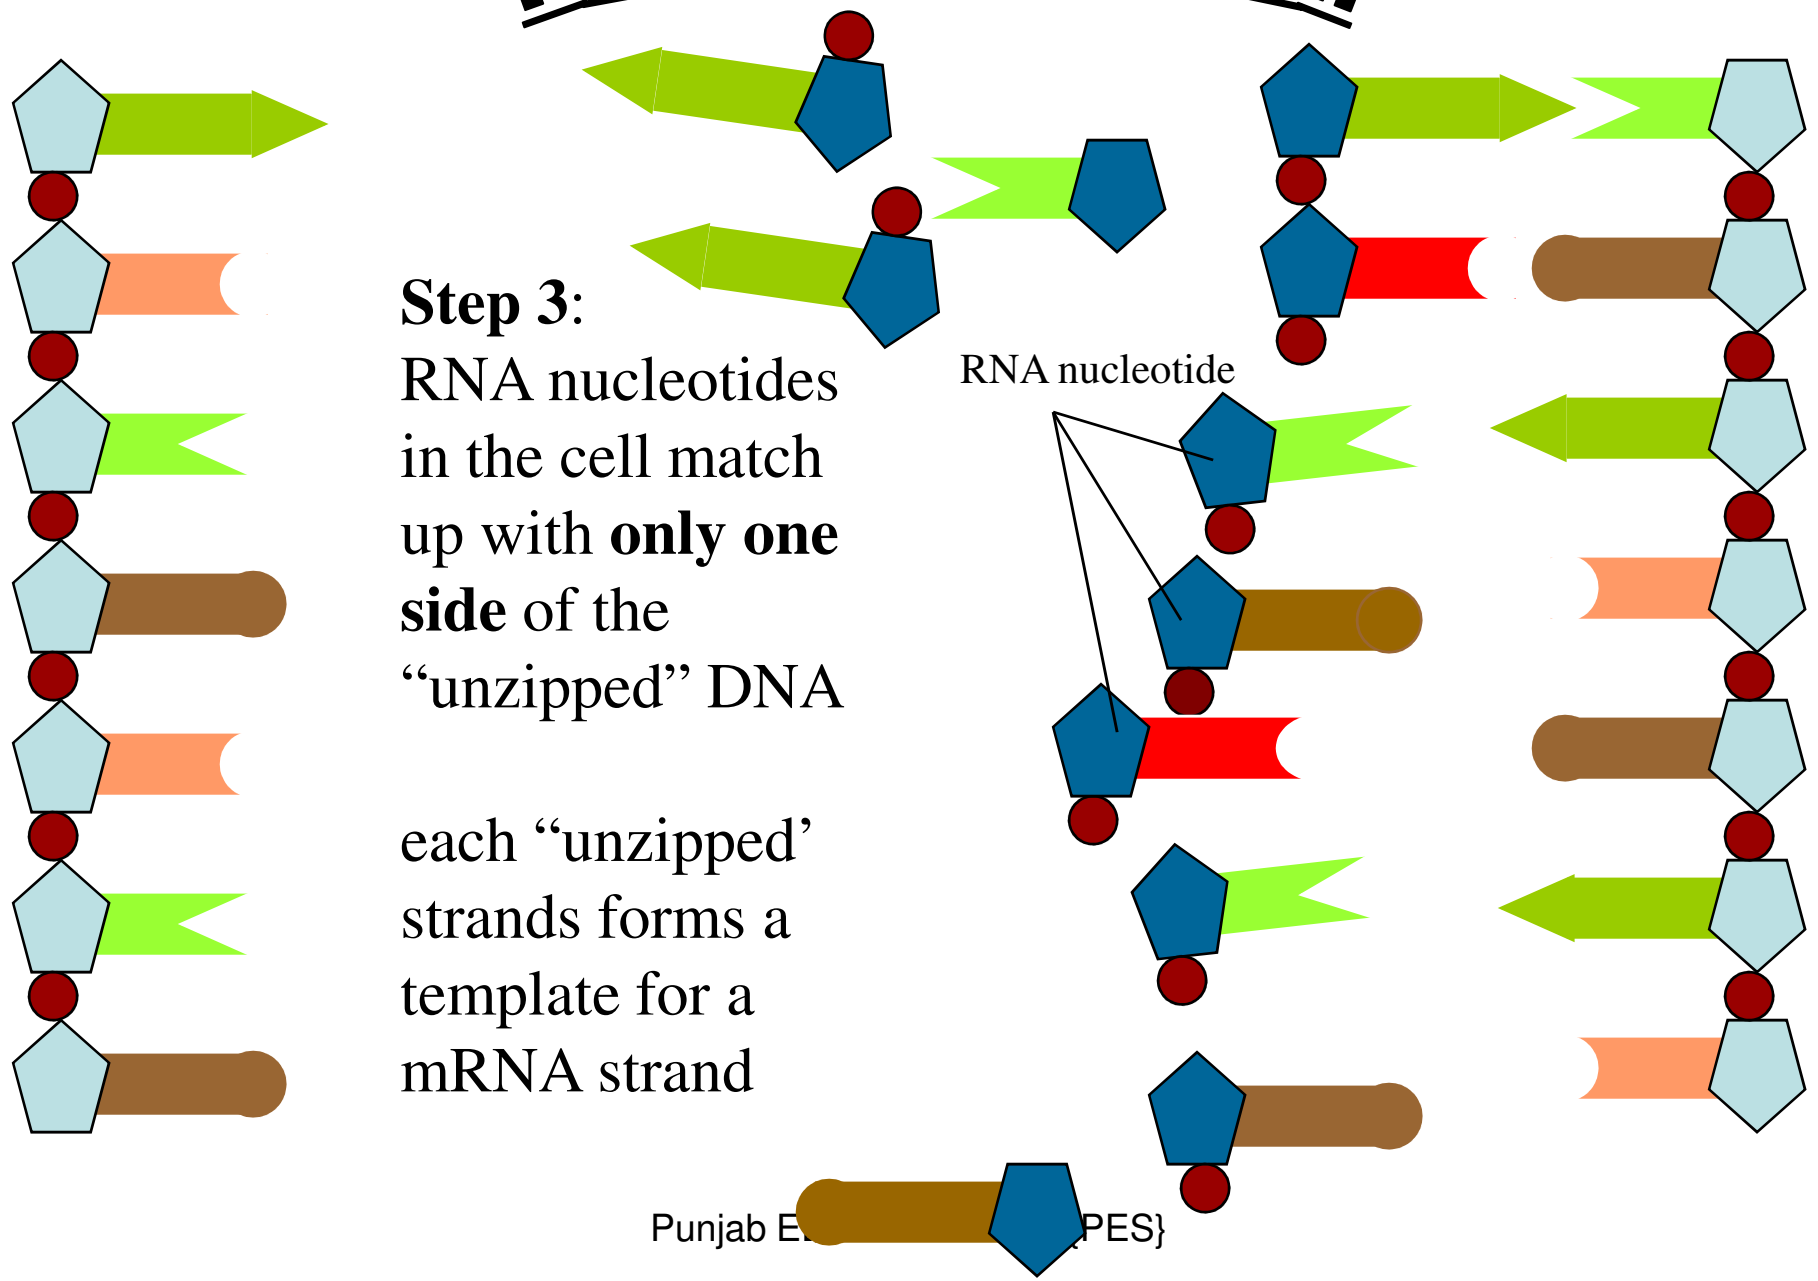 Step 3:
RNA nucleotides
in the cell match
up with only one
side of the
“unzipped” DNA
each “unzipped’
strands forms a
template for a
mRNA strand
RNA nucleotide
Punjab {PES}